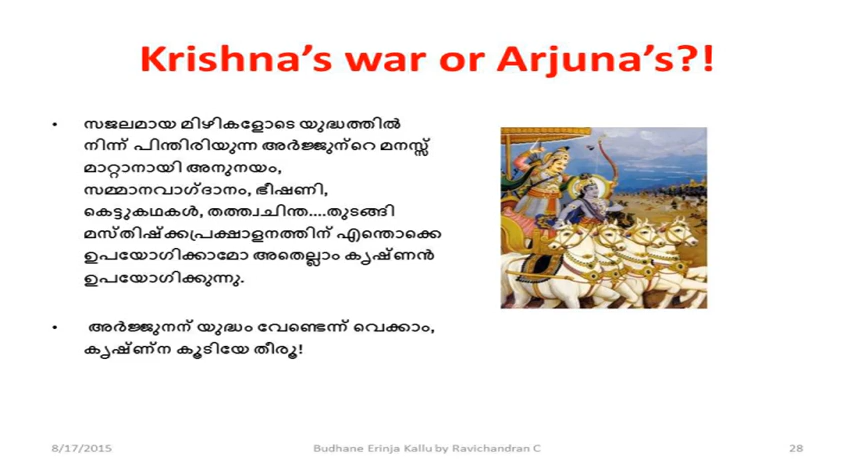 Krishna's war or Arjuna's?!
• സജലമായ മിഴികളോടെ യുദ്ധത്തിൽ
നിന്ന് പിന്തിരിയുന്ന അർജ്ജുന്റെ മനസ്സ്
മാറ്റാനായി അനുനയം,
സമ്മാനവാഗ്ദാനം, ഭീഷണി,
കെട്ടുകഥകൾ, തത്ത്വചിന്ത....തുടങ്ങി
മസ്തിഷ്ക്കപ്രക്ഷാളനത്തിന് എന്തൊക്കെ
ഉപയോഗിക്കാമോ അതെല്ലാം കൃഷ്ണൻ
ഉപയോഗിക്കുന്നു.
• അർജ്ജുനന് യുദ്ധം വേണ്ടെന്ന് വെക്കാം,
കൃഷ്ണ്ന കൂടിയേ തീരൂ!
8/17/2015
Budhane Erinja Kallu by Ravichandran C
28